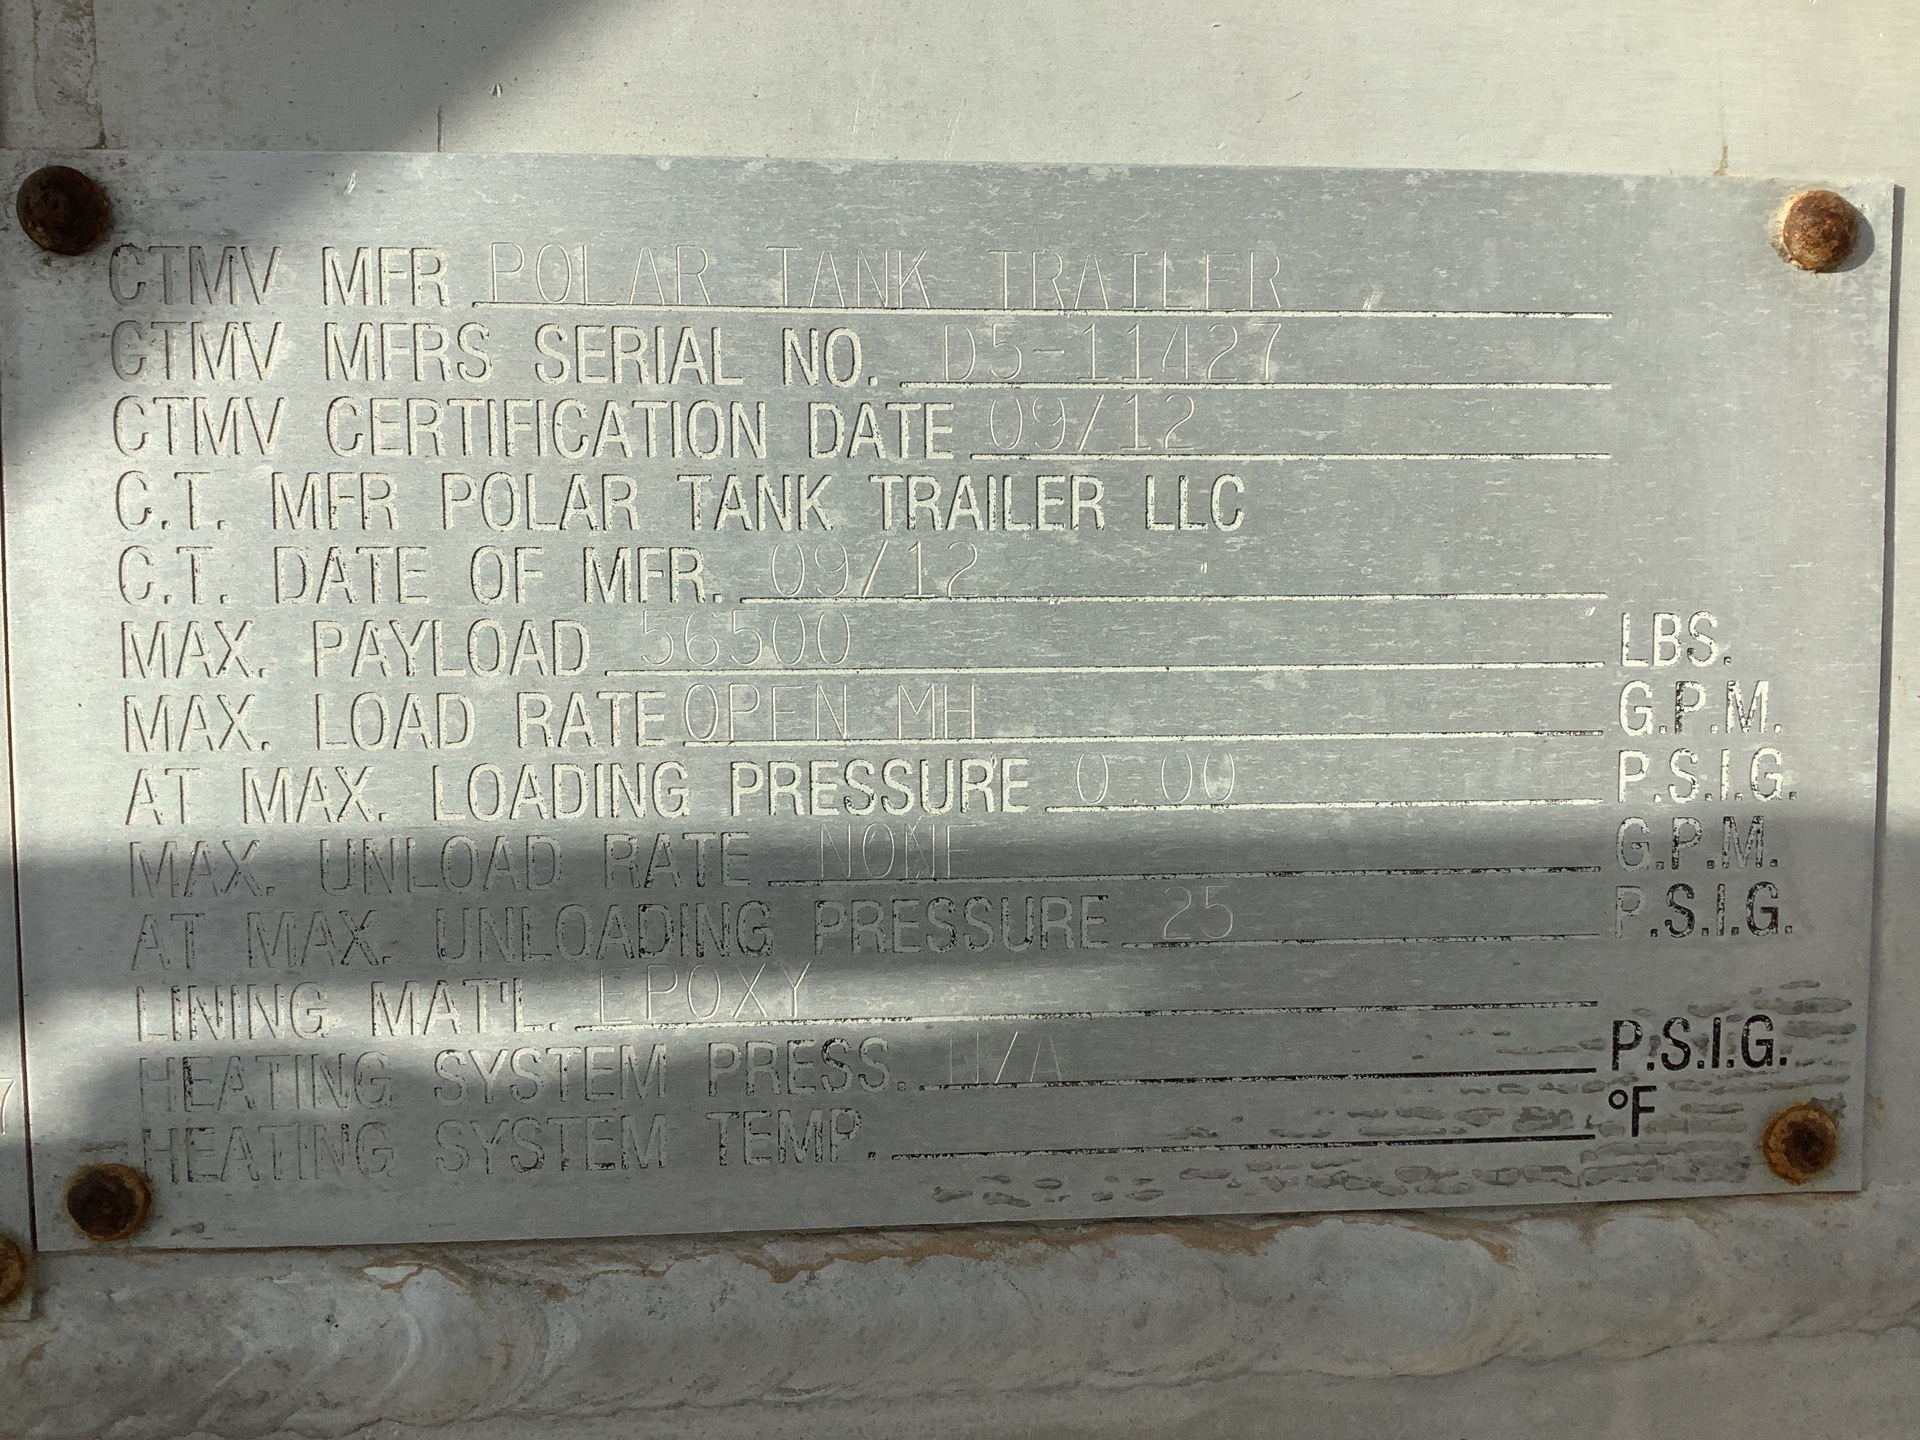 CTMV MFR POLAR TANK TRAILER
CTMV MFRS SERIAL NO. D5-11427
CTMV CERTIFICATION DATE 09/12
C.T. MFR POLAR TANK TRAILER LLC
C.T. DATE OF MFR. 09/12
MAX. PAYLOAD 56500 LBS.
MAX. LOAD RATE OPEN MH G.P.M.
AT MAX. LOADING PRESSURE 0.00 P.S.I.G.
MAX. UNLOAD RATE NONE G.P.M.
AT MAX. UNLOADING PRESSURE 25 P.S.I.G.
LINING MAT'L. EPOXY
HEATING SYSTEM PRESS. N/A P.S.I.G.
HEATING SYSTEM TEMP. °F
7